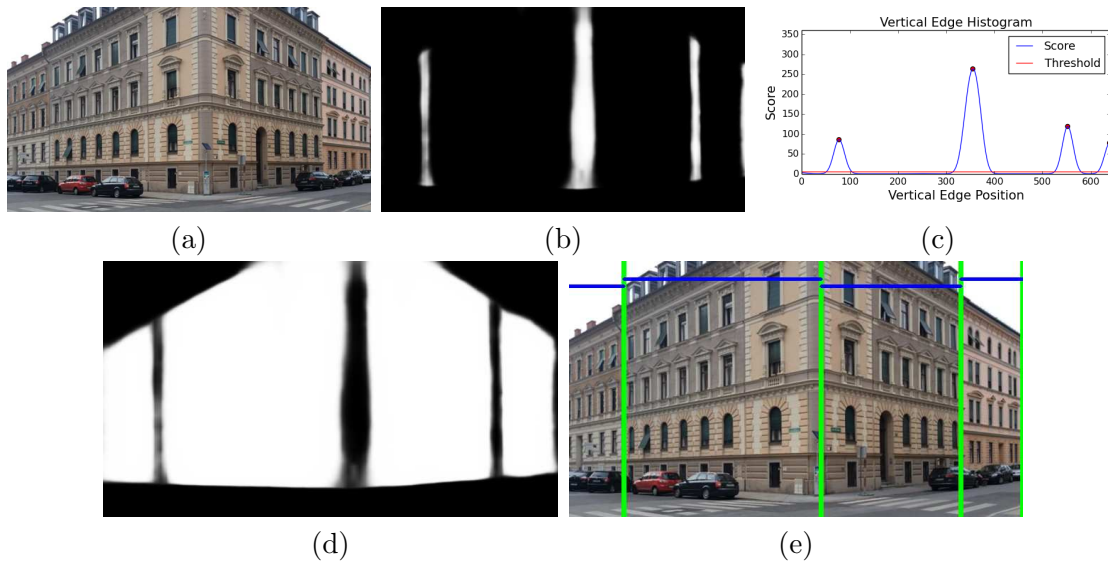 (a)
(b)
Vertical Edge Histogram
350
300
250
200
150
100
50
0
Score
Score
Threshold
0 100 200 300 400 500 600
Vertical Edge Position
(c)
(d)
(e)